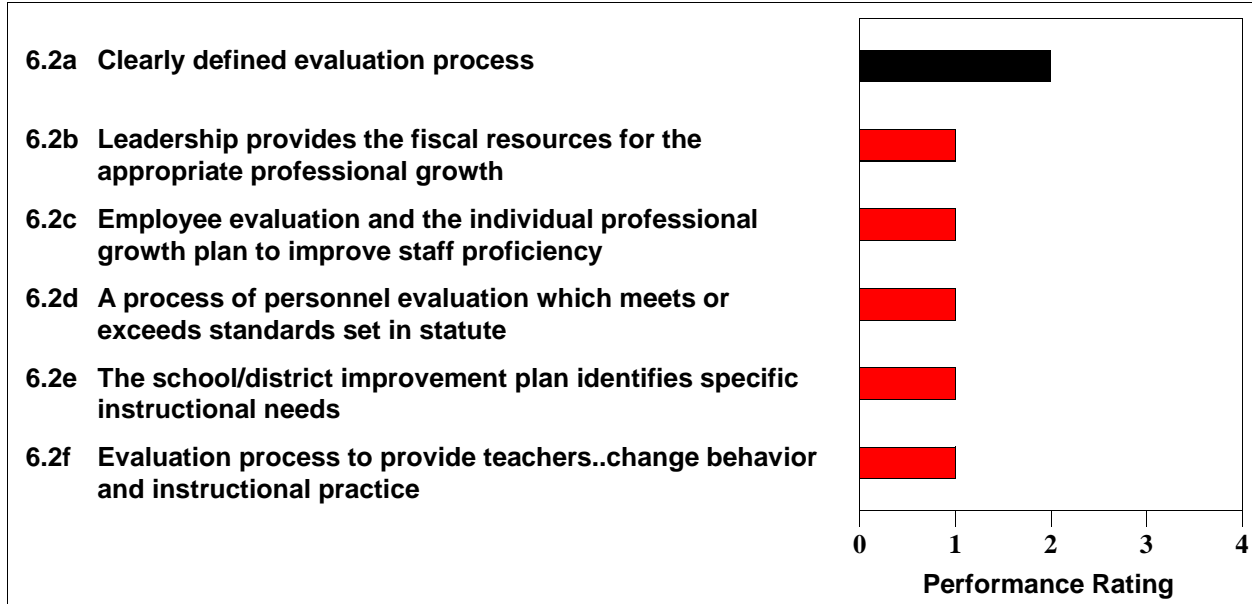 6.2a Clearly defined evaluation process
6.2b Leadership provides the fiscal resources for the
appropriate professional growth
6.2c Employee evaluation and the individual professional
growth plan to improve staff proficiency
6.2d A process of personnel evaluation which meets or
exceeds standards set in statute
6.2e The school/district improvement plan identifies specific
instructional needs
6.2f Evaluation process to provide teachers..change behavior
and instructional practice
0 1 2 3 4
Performance Rating